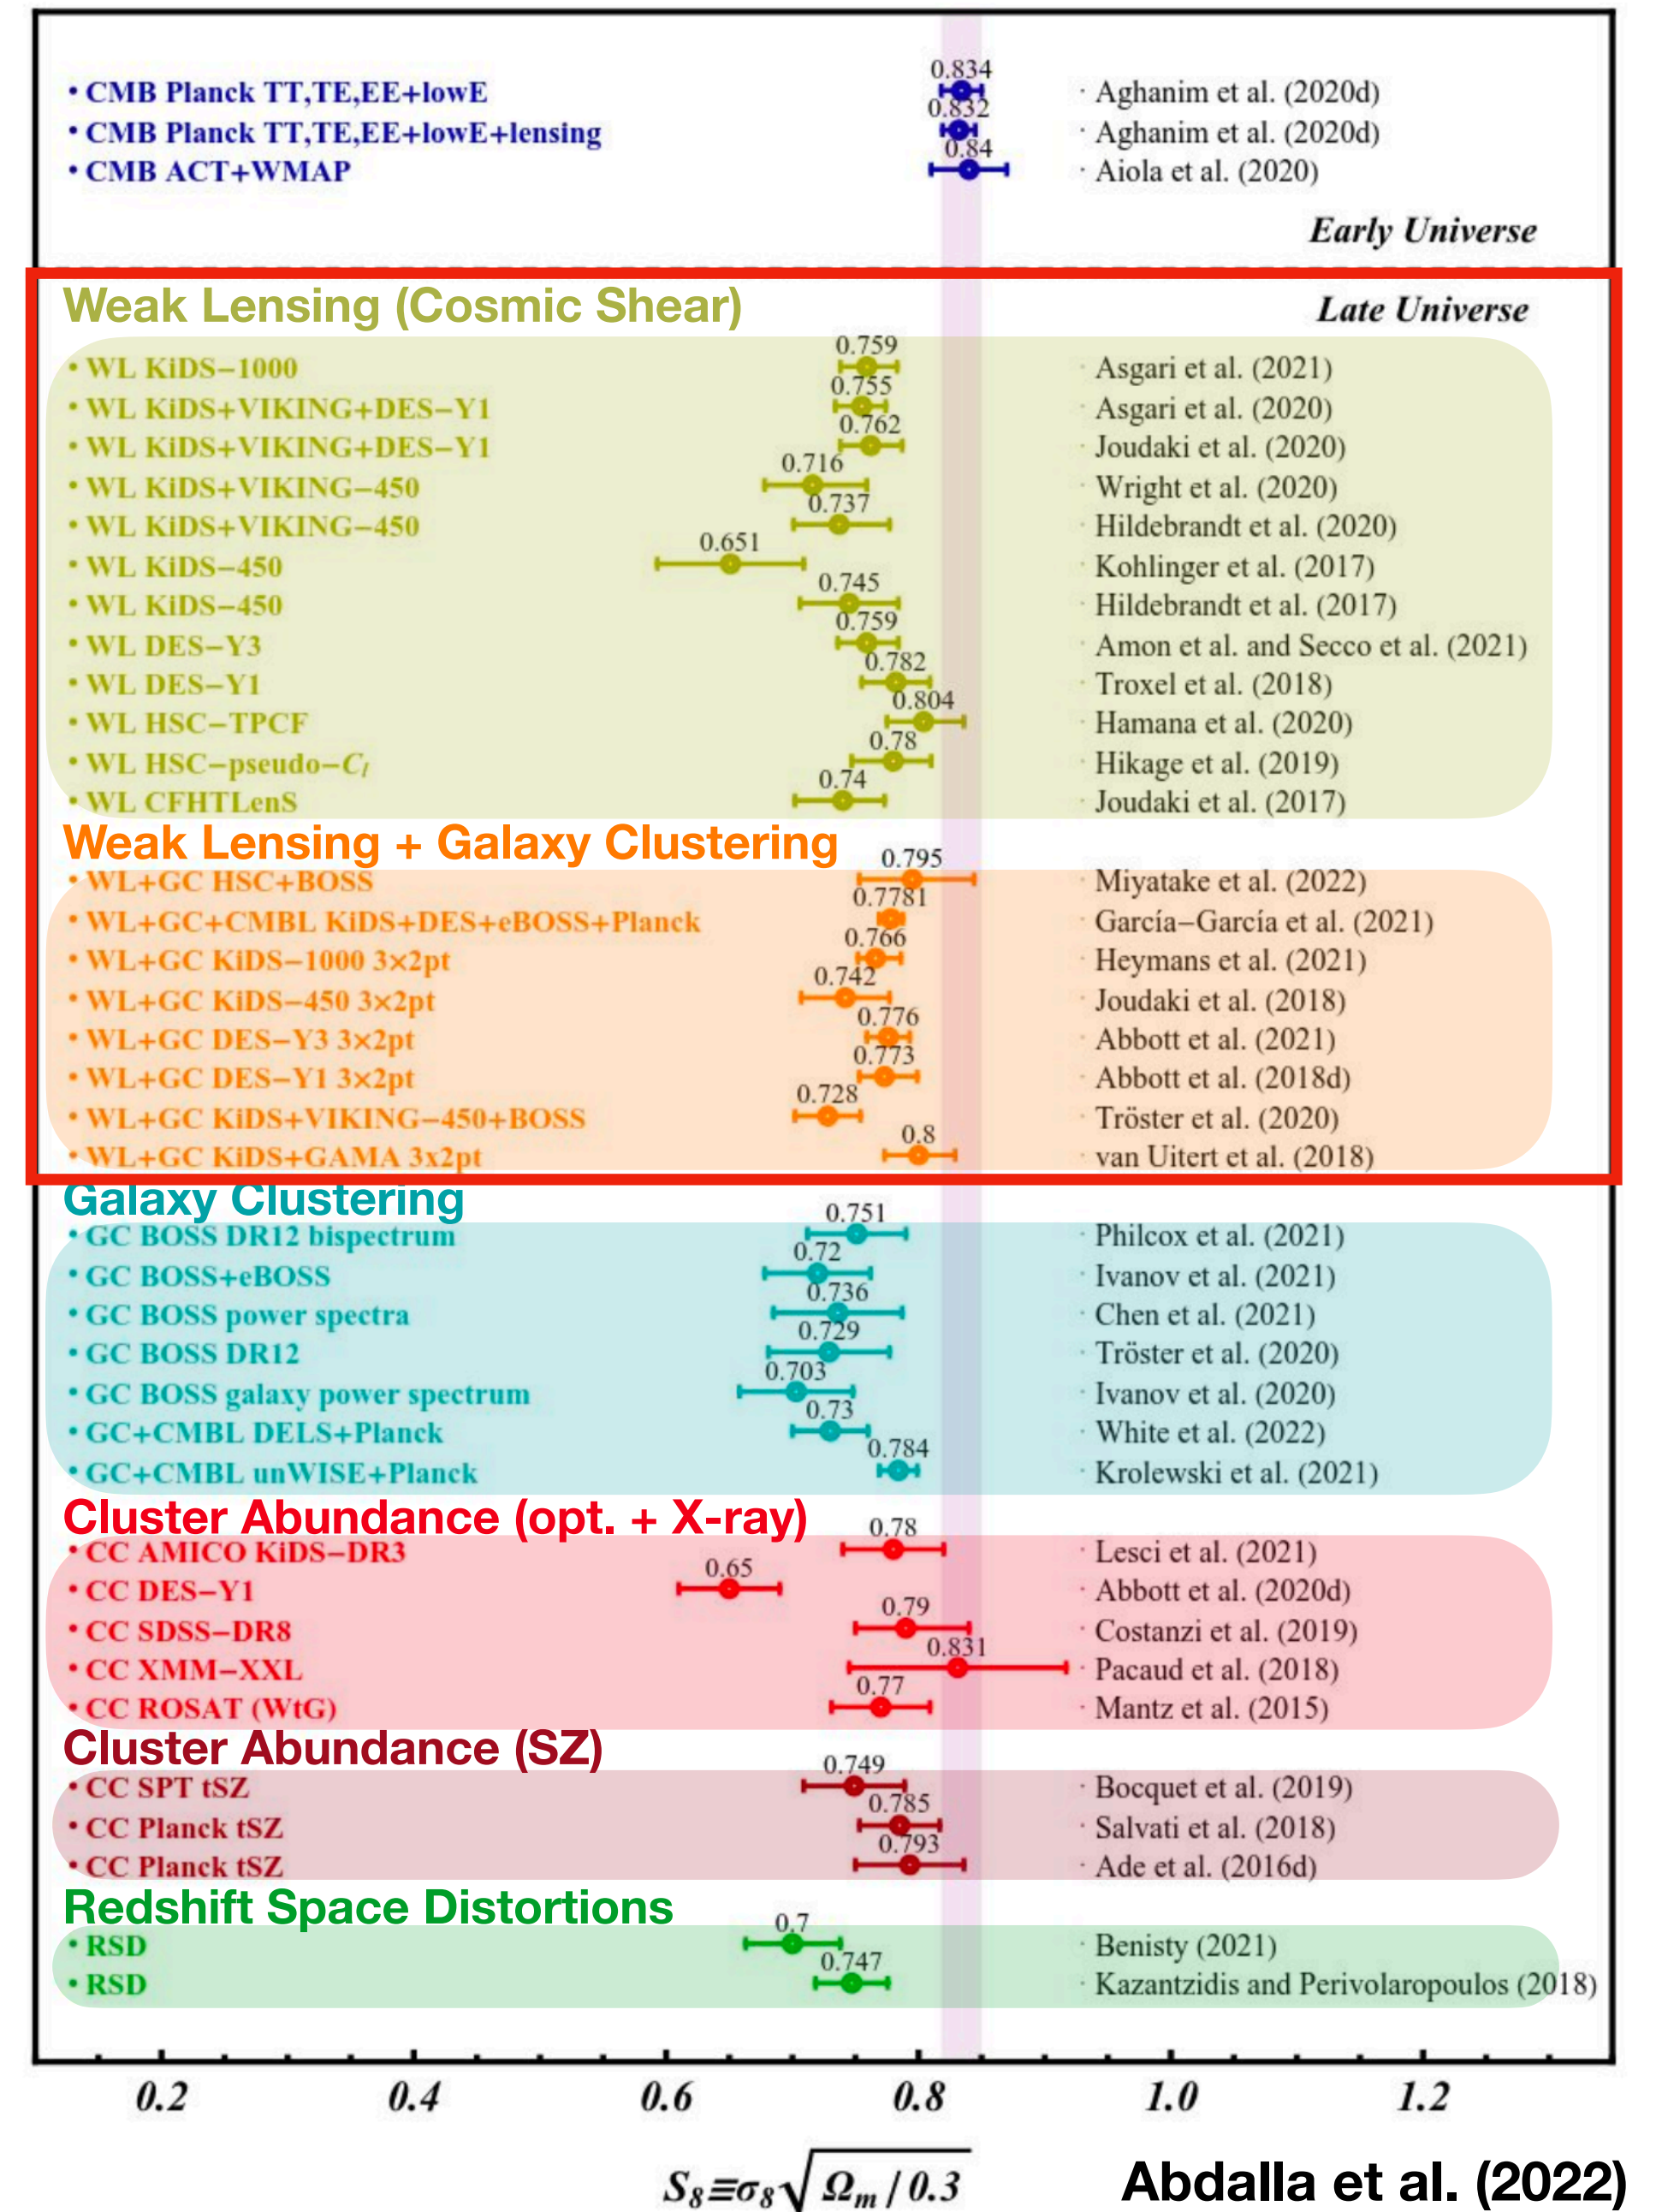 0.834
• CMB Planck TT,TE,EE+lowE · Aghanim et al. (2020d)
0.832
• CMB Planck TT,TE,EE+lowE+lensing · Aghanim et al. (2020d)
0.84
• CMB ACT+WMAP · Aiola et al. (2020)
Early Universe
Weak Lensing (Cosmic Shear) Late Universe
0.759
• WL KiDS−1000 · Asgari et al. (2021)
0.755
• WL KiDS+VIKING+DES−Y1 · Asgari et al. (2020)
0.762
• WL KiDS+VIKING+DES−Y1 · Joudaki et al. (2020)
0.716
• WL KiDS+VIKING−450 · Wright et al. (2020)
0.737
• WL KiDS+VIKING−450 · Hildebrandt et al. (2020)
0.651
• WL KiDS−450 · Kohlinger et al. (2017)
0.745
• WL KiDS−450 · Hildebrandt et al. (2017)
0.759
• WL DES−Y3 · Amon et al. and Secco et al. (2021)
0.782
• WL DES−Y1 · Troxel et al. (2018)
0.804
• WL HSC−TPCF · Hamana et al. (2020)
0.78
• WL HSC−pseudo−Cl · Hikage et al. (2019)
0.74
• WL CFHTLenS · Joudaki et al. (2017)
Weak Lensing + Galaxy Clustering
0.795
• WL+GC HSC+BOSS · Miyatake et al. (2022)
0.7781
• WL+GC+CMBL KiDS+DES+eBOSS+Planck · García−García et al. (2021)
0.766
• WL+GC KiDS−1000 3×2pt · Heymans et al. (2021)
0.742
• WL+GC KiDS−450 3×2pt · Joudaki et al. (2018)
0.776
• WL+GC DES−Y3 3×2pt · Abbott et al. (2021)
0.773
• WL+GC DES−Y1 3×2pt · Abbott et al. (2018d)
0.728
• WL+GC KiDS+VIKING−450+BOSS · Tröster et al. (2020)
0.8
• WL+GC KiDS+GAMA 3x2pt · van Uitert et al. (2018)
Galaxy Clustering
0.751
• GC BOSS DR12 bispectrum · Philcox et al. (2021)
0.72
• GC BOSS+eBOSS · Ivanov et al. (2021)
0.736
• GC BOSS power spectra · Chen et al. (2021)
0.729
• GC BOSS DR12 · Tröster et al. (2020)
0.703
• GC BOSS galaxy power spectrum · Ivanov et al. (2020)
0.73
• GC+CMBL DELS+Planck · White et al. (2022)
0.784
• GC+CMBL unWISE+Planck · Krolewski et al. (2021)
Cluster Abundance (opt. + X-ray)
0.78
• CC AMICO KiDS−DR3 · Lesci et al. (2021)
0.65
• CC DES−Y1 · Abbott et al. (2020d)
0.79
• CC SDSS−DR8 · Costanzi et al. (2019)
0.831
• CC XMM−XXL · Pacaud et al. (2018)
0.77
• CC ROSAT (WtG) · Mantz et al. (2015)
Cluster Abundance (SZ)
0.749
• CC SPT tSZ · Bocquet et al. (2019)
0.785
• CC Planck tSZ · Salvati et al. (2018)
0.793
• CC Planck tSZ · Ade et al. (2016d)
Redshift Space Distortions
0.7
• RSD · Benisty (2021)
0.747
• RSD · Kazantzidis and Perivolaropoulos (2018)
0.2 0.4 0.6 0.8 1.0 1.2
S8≡σ8√Ωm / 0.3
Abdalla et al. (2022)